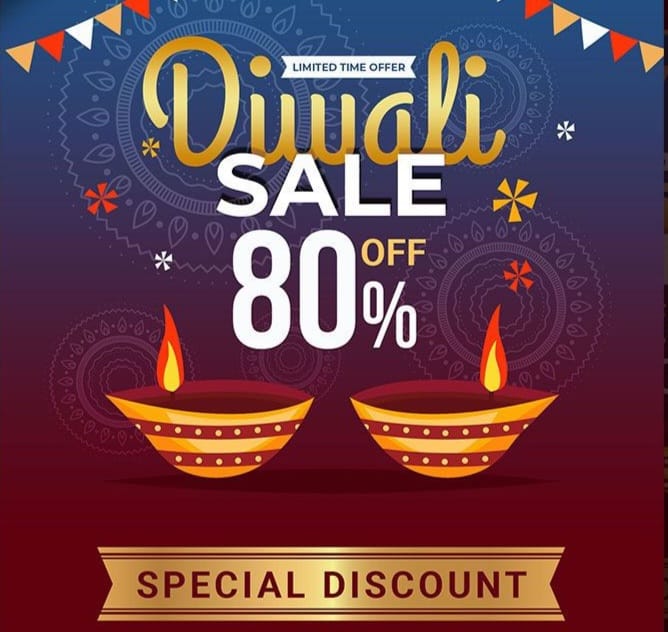 LIMITED TIME OFFER
Diwali
SALE
80% OFF
SPECIAL DISCOUNT